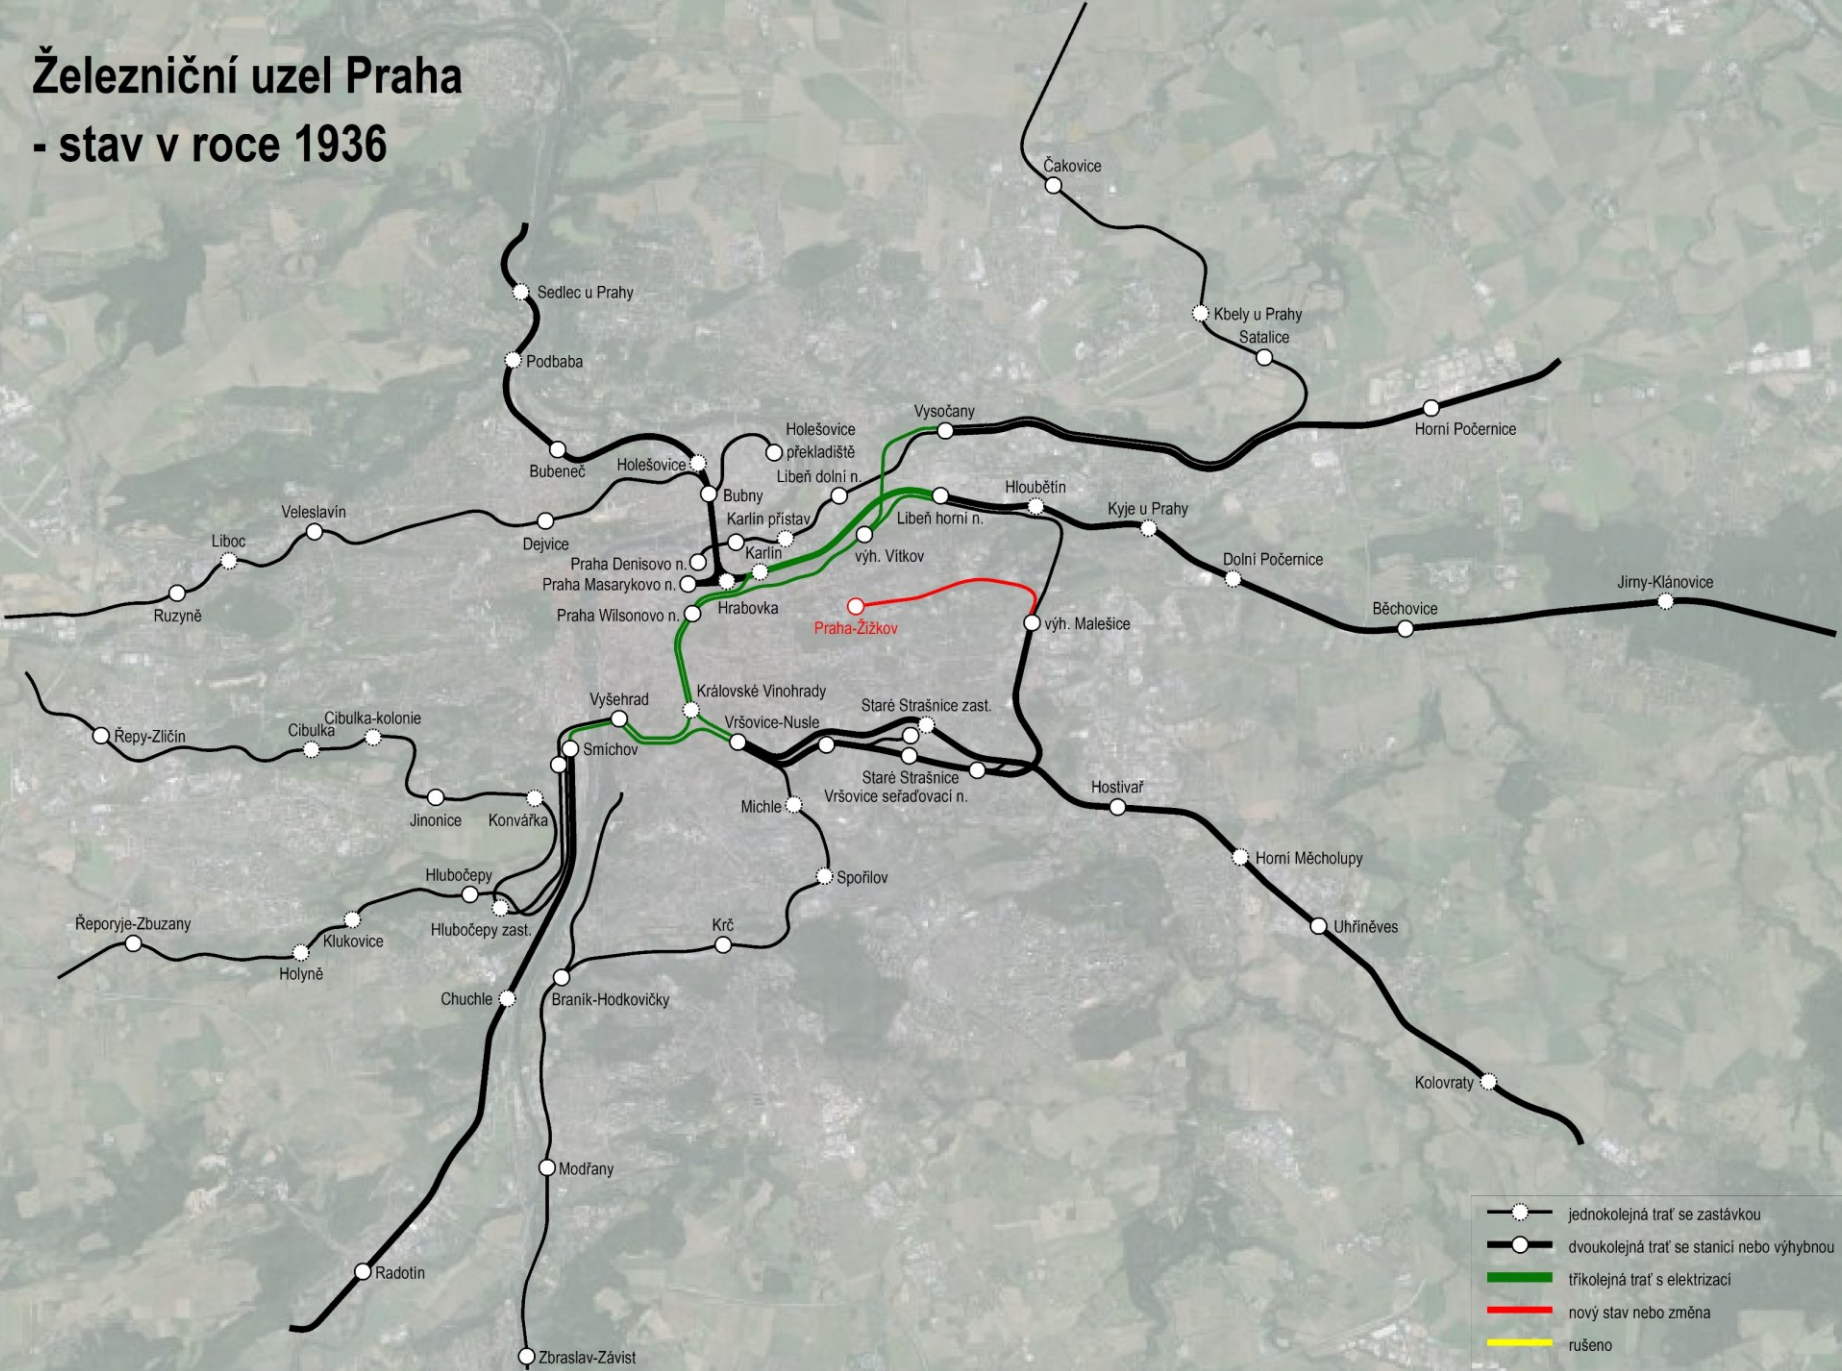 Železniční uzel Praha
- stav v roce 1936
Čakovice
Sedlec u Prahy
Kbely u Prahy
Satalice
Podbaba
Vysočany
Horní Počernice
Holešovice
překladiště
Bubeneč
Holešovice
Libeň dolní n.
Bubny
Hloubětín
Veleslavín
Karlín přístav
Libeň horní n.
Kyje u Prahy
Liboc
Dejvice
Karlín
výh. Vítkov
Dolní Počernice
Praha Denisovo n.
Praha Masarykovo n.
Jirny-Klánovice
Ruzyně
Praha Wilsonovo n.
Hrabovka
Praha-Žižkov
výh. Malešice
Běchovice
Královské Vinohrady
Vyšehrad
Staré Strašnice zast.
Cibulka-kolonie
Cibulka
Řepy-Zličín
Vršovice-Nusle
Smíchov
Staré Strašnice
Vršovice seřaďovací n.
Hostivař
Michle
Jinonice
Konvářka
Horní Měcholupy
Hlubočepy
Spořilov
Řeporyje-Zbuzany
Klukovice
Hlubočepy zast.
Krč
Uhříněves
Holyně
Chuchle
Braník-Hodkovičky
Kolovraty
Modřany
Radotín
Zbraslav-Závist
jednokolejná trať se zastávkou
dvoukolejná trať se stanicí nebo výhybnou
tříkolejná trať s elektrizací
nový stav nebo změna
rušeno